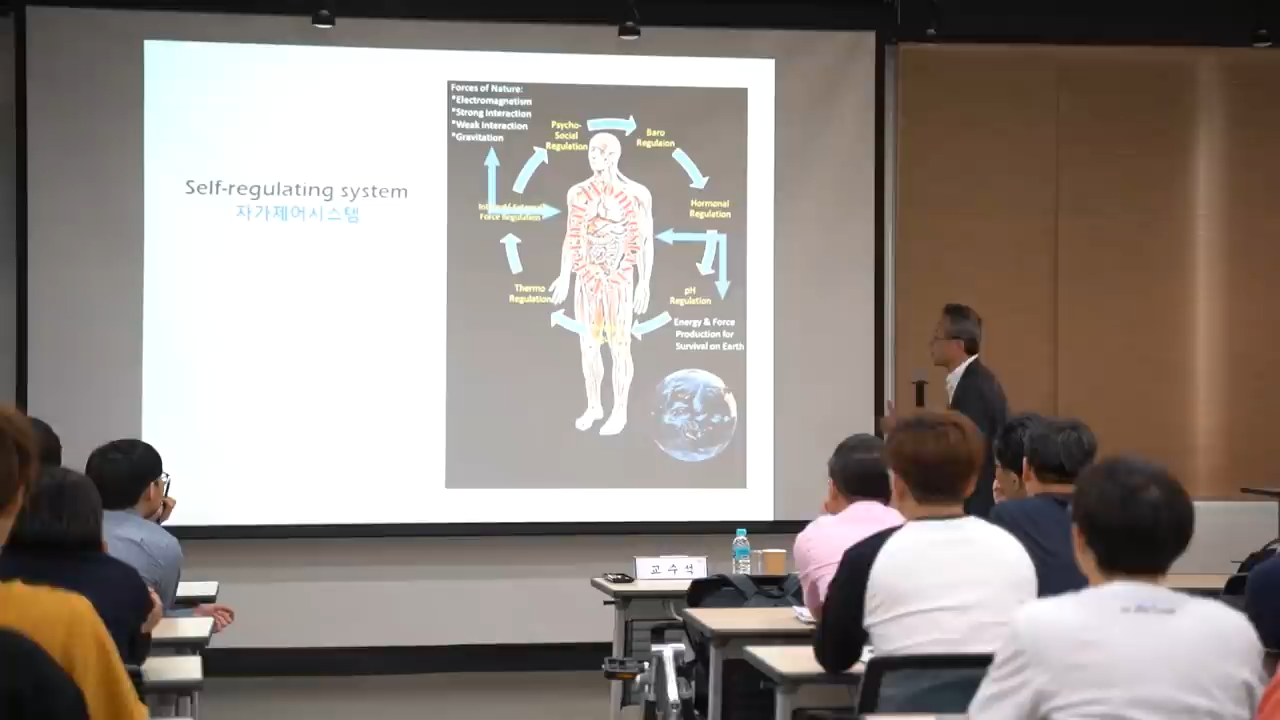 Forces of Nature:
*Electromagnetism
*Strong Interaction
*Weak Interaction
*Gravitation
Psycho-
Social
Regulation
Baro
Regulaion
Self-regulating system
자가제어시스템
Force Regulation
Hormonal
Regulation
Thermo
Regulation
pH
Regulation
Energy & Force
Production for
Survival on Earth
교 수 석